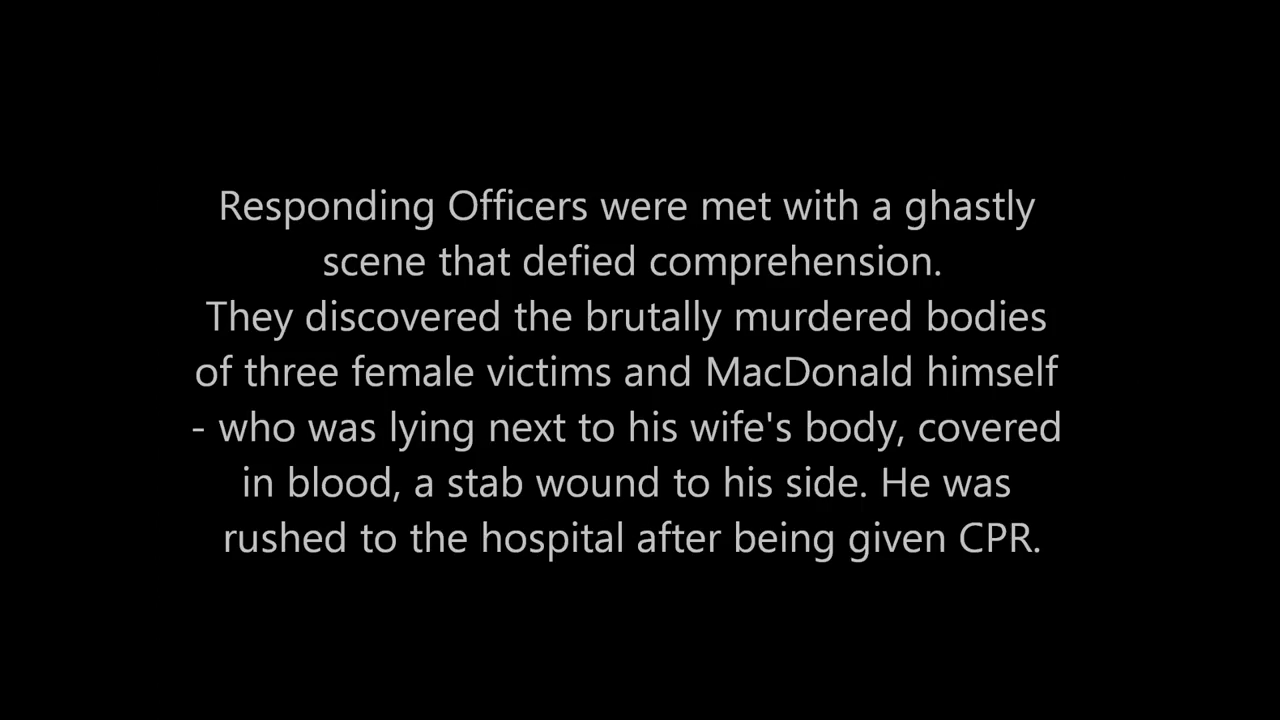 Responding Officers were met with a ghastly
scene that defied comprehension.
They discovered the brutally murdered bodies
of three female victims and MacDonald himself
- who was lying next to his wife's body, covered
in blood, a stab wound to his side. He was
rushed to the hospital after being given CPR.